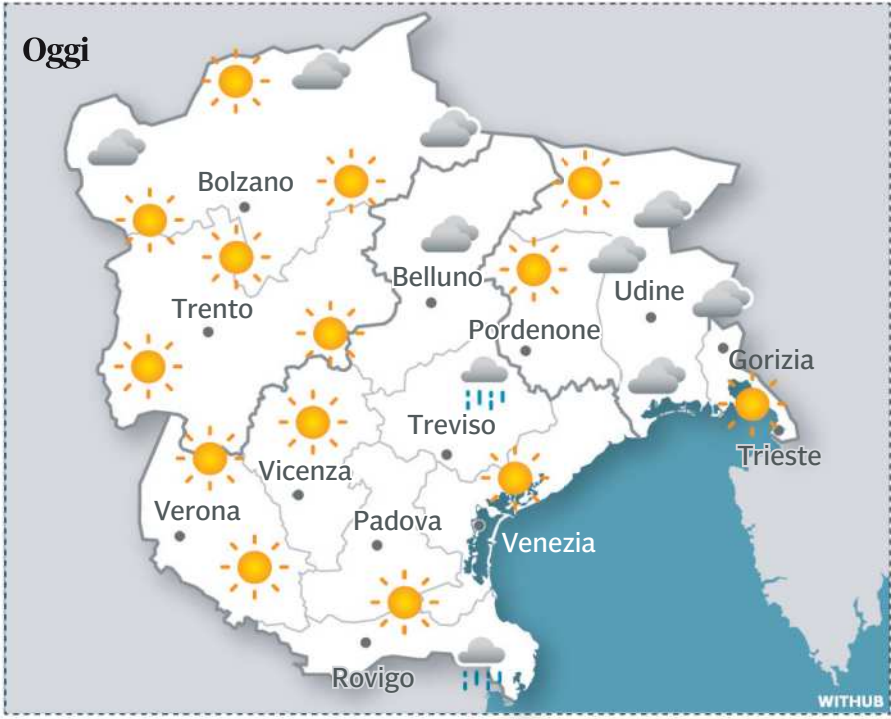 Oggi
Bolzano
Belluno
Udine
Trento
Pordenone
Gorizia
Treviso
Trieste
Vicenza
Verona
Padova
Venezia
Rovigo
WITHUB